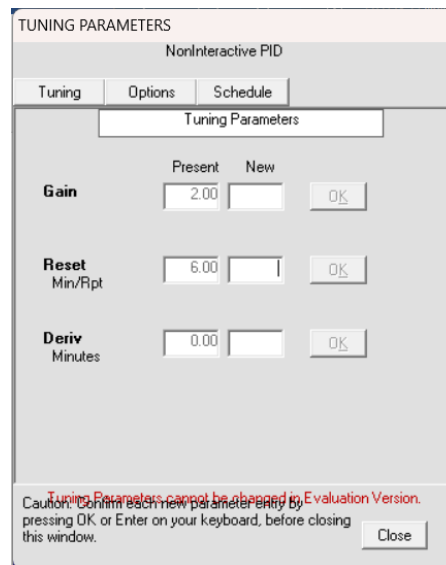 TUNING PARAMETERS
NonInteractive PID
Tuning Options Schedule
Tuning Parameters
Present New
Gain 2.00 OK
Reset 6.00 OK
Min/Rpt
Deriv 0.00 OK
Minutes
Tuning Parameters cannot be changed in Evaluation Version.
Caution: Confirm each new parameter entry by
pressing OK or Enter on your keyboard, before closing
this window.
Close